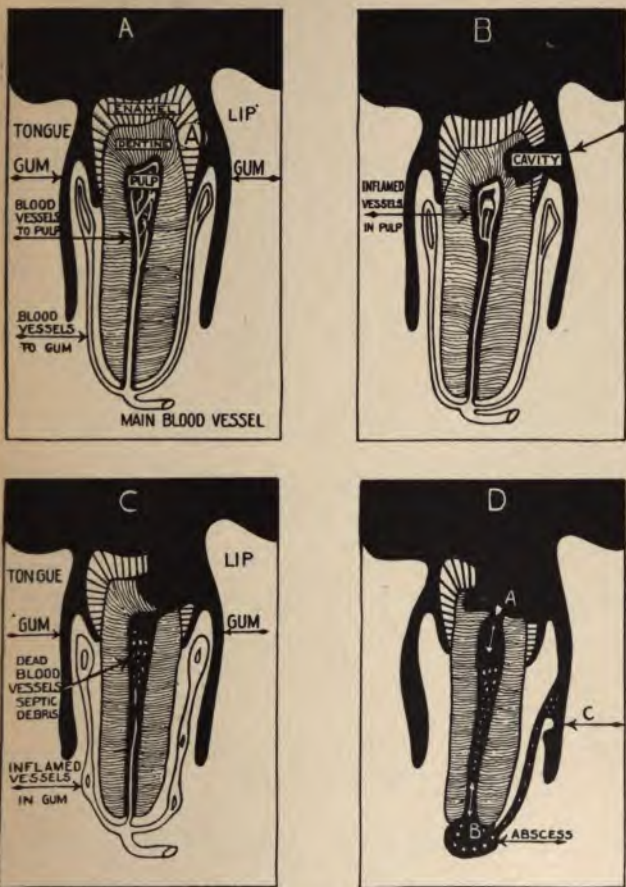 A
ENAMEL
DENTINE
A
PULP
TONGUE
LIP
GUM
GUM
BLOOD
VESSELS
TO PULP
BLOOD
VESSELS
TO GUM
MAIN BLOOD VESSEL
B
CAVITY
INFLAMED
VESSELS
IN PULP
C
TONGUE
LIP
GUM
GUM
DEAD
BLOOD
VESSELS
SEPTIC
DEBRIS
INFLAMED
VESSELS
IN GUM
D
A
C
B
ABSCESS